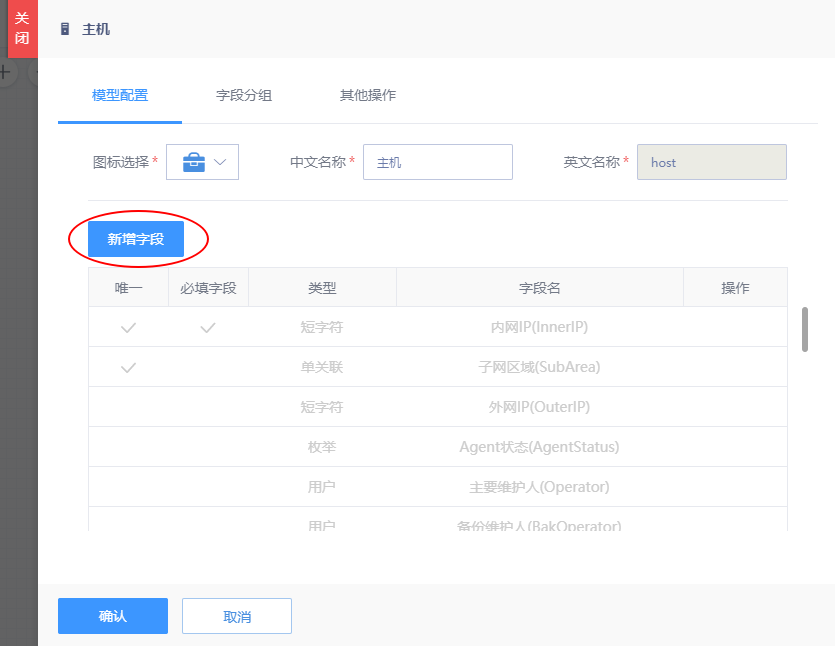 关
闭
主机
模型配置 字段分组 其他操作
图标选择* 中文名称* 主机 英文名称* host
新增字段
唯一 必填字段 类型 字段名 操作
短字符 内网IP(InnerIP)
单关联 子网区域(SubArea)
短字符 外网IP(OuterIP)
枚举 Agent状态(AgentStatus)
用户 主要维护人(Operator)
用户 备份维护人(BakOperator)
确认 取消